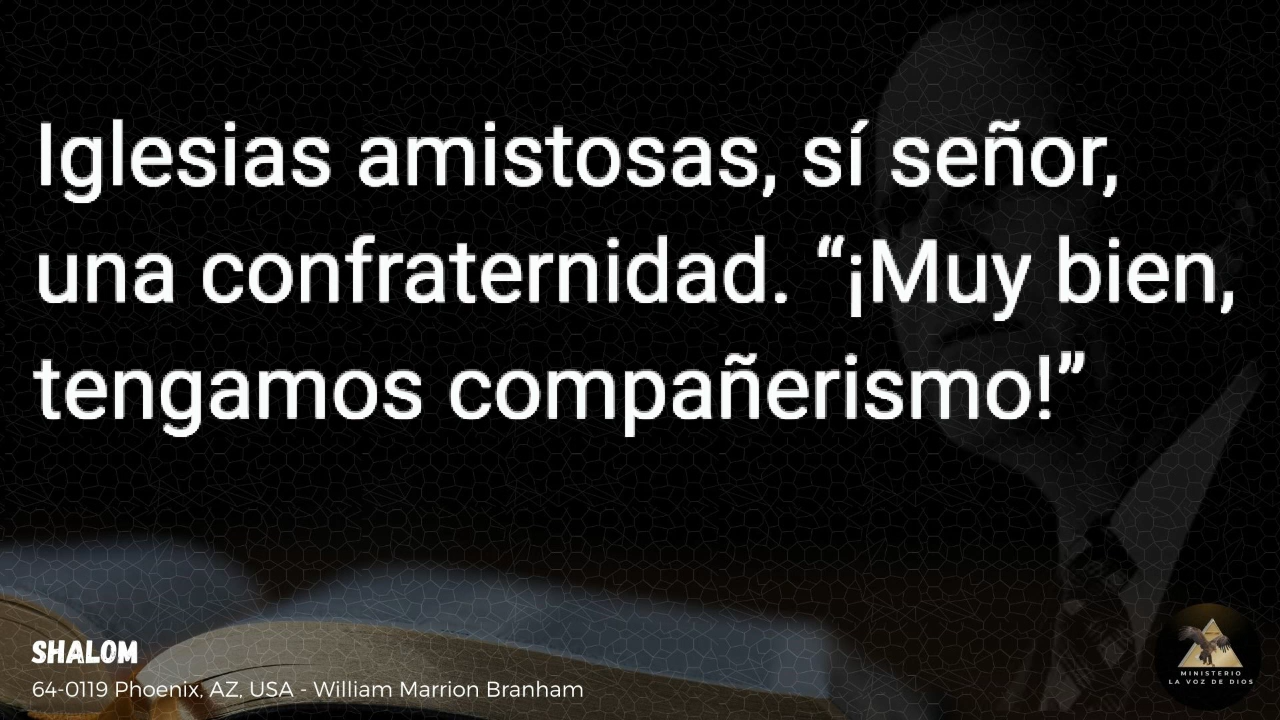 Iglesias amistosas, sí señor,
una confraternidad. “¡Muy bien,
tengamos compañerismo!”
SHALOM
64-0119 Phoenix, AZ, USA - William Marrion Branham
MINISTERIO
LA VOZ DE DIOS